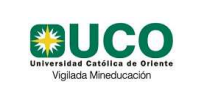 UCO
Universidad Católica de Oriente
Vigilada Mineducación